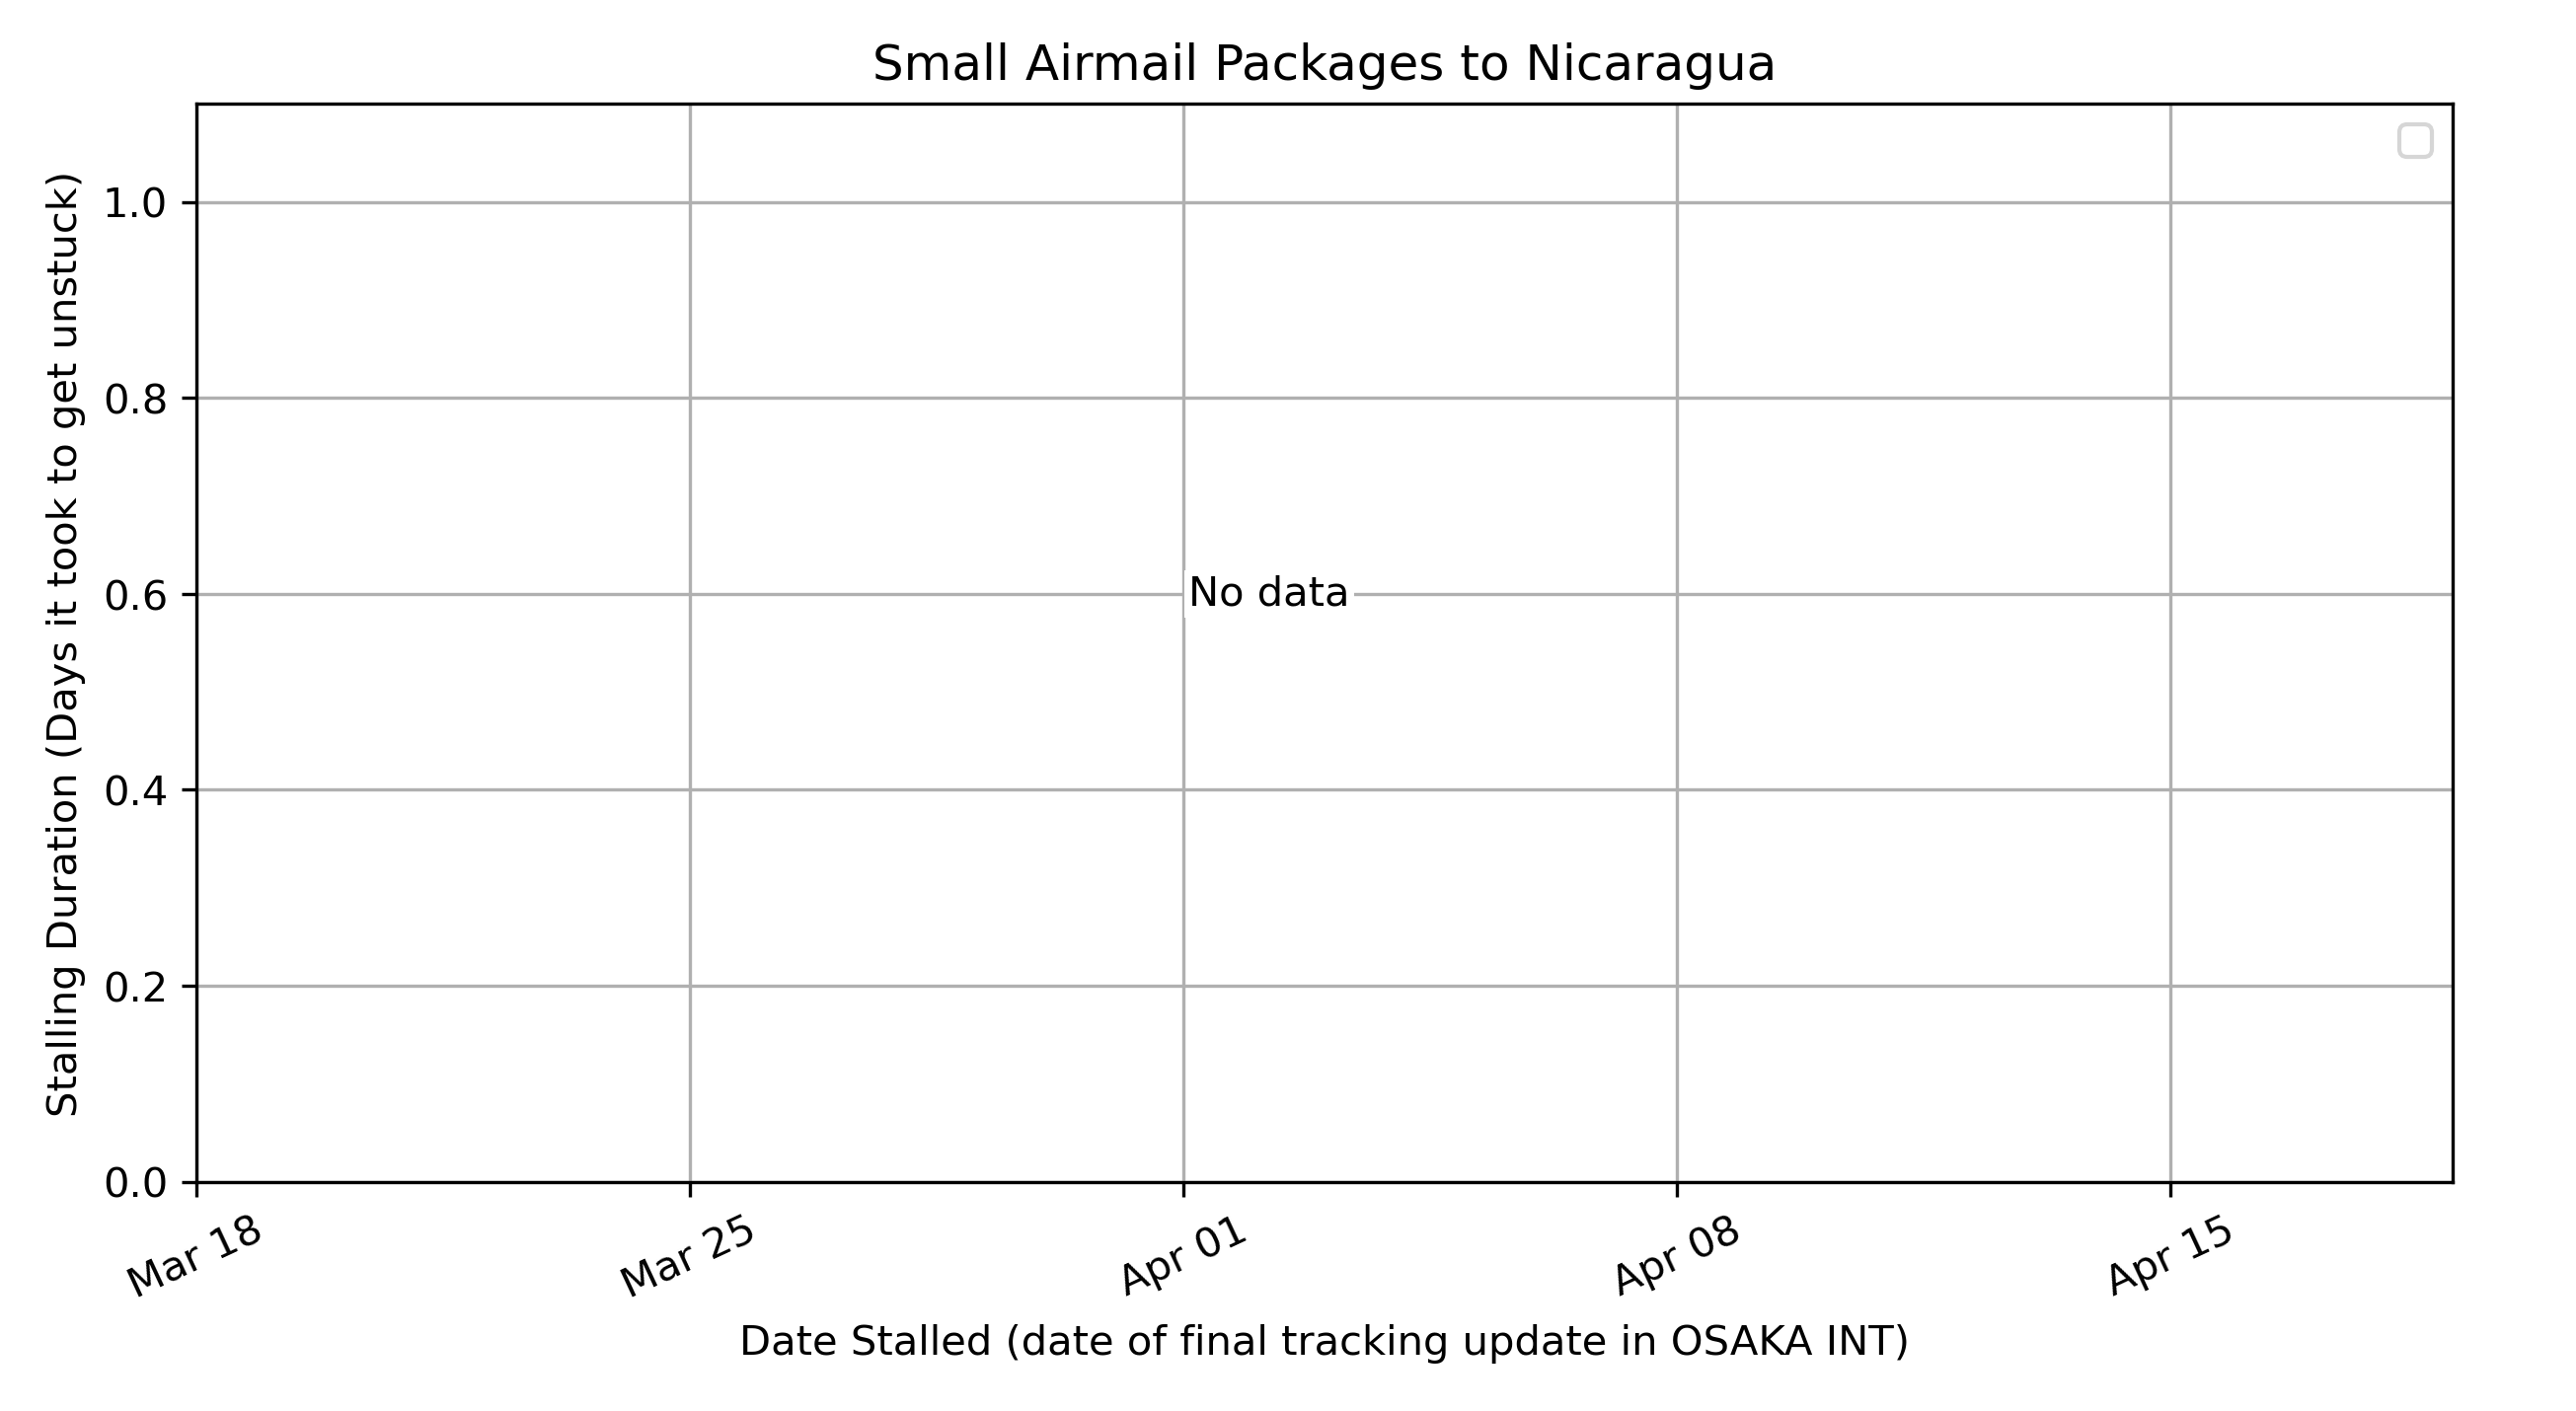 Small Airmail Packages to Nicaragua
Stalling Duration (Days it took to get unstuck)
1.0
0.8
0.6
0.4
0.2
0.0
No data
Mar 18
Mar 25
Apr 01
Apr 08
Apr 15
Date Stalled (date of final tracking update in OSAKA INT)